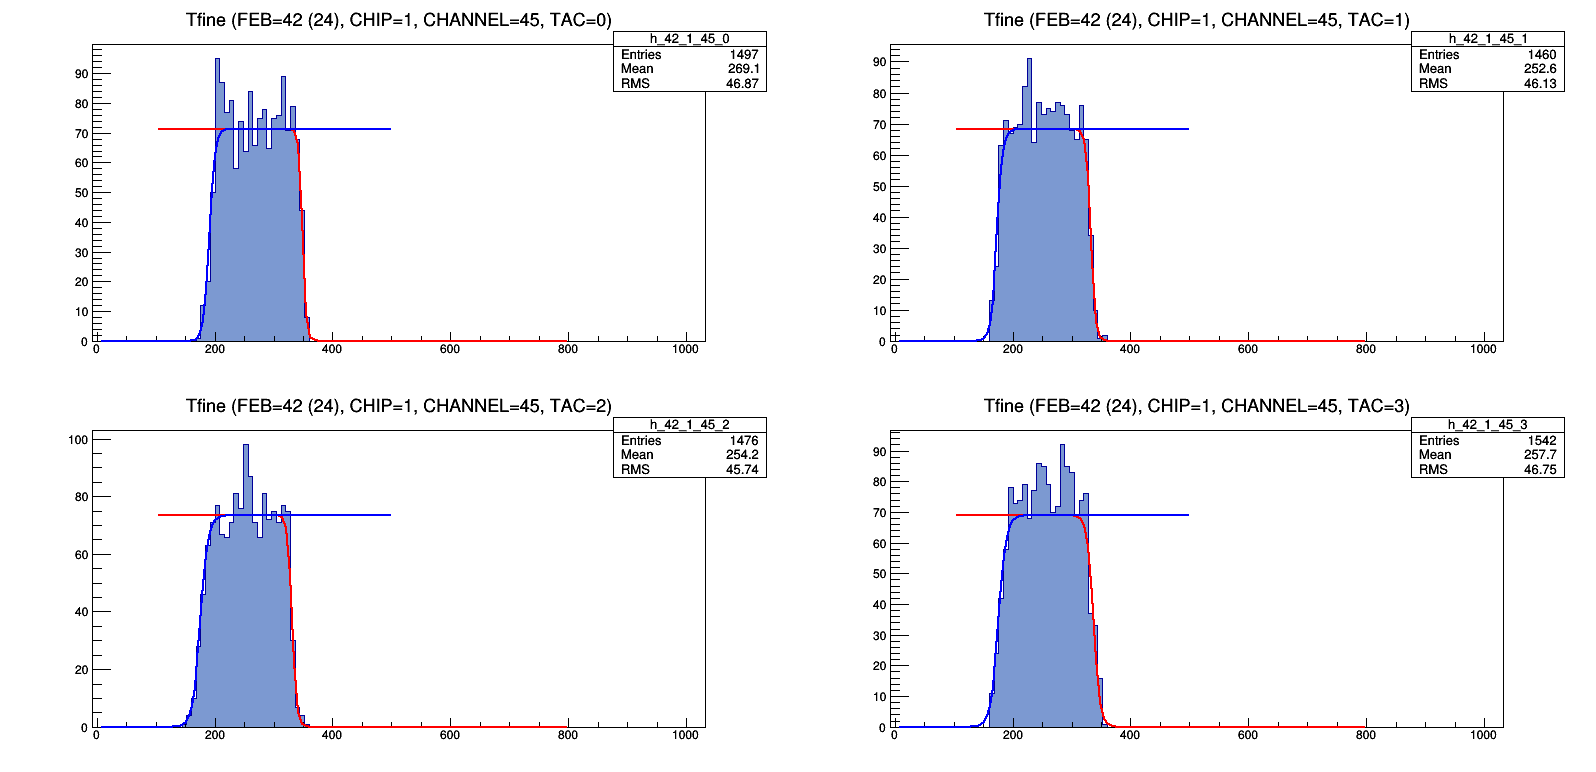 Tfine (FEB=42 (24), CHIP=1, CHANNEL=45, TAC=0)
h_42_1_45_0
Entries 1497
Mean 269.1
RMS 46.87
90
80
70
60
50
40
30
20
10
0
0 200 400 600 800 1000
Tfine (FEB=42 (24), CHIP=1, CHANNEL=45, TAC=1)
h_42_1_45_1
Entries 1460
Mean 252.6
RMS 46.13
90
80
70
60
50
40
30
20
10
0
0 200 400 600 800 1000
Tfine (FEB=42 (24), CHIP=1, CHANNEL=45, TAC=2)
h_42_1_45_2
Entries 1476
Mean 254.2
RMS 45.74
100
80
60
40
20
0
0 200 400 600 800 1000
Tfine (FEB=42 (24), CHIP=1, CHANNEL=45, TAC=3)
h_42_1_45_3
Entries 1542
Mean 257.7
RMS 46.75
90
80
70
60
50
40
30
20
10
0
0 200 400 600 800 1000